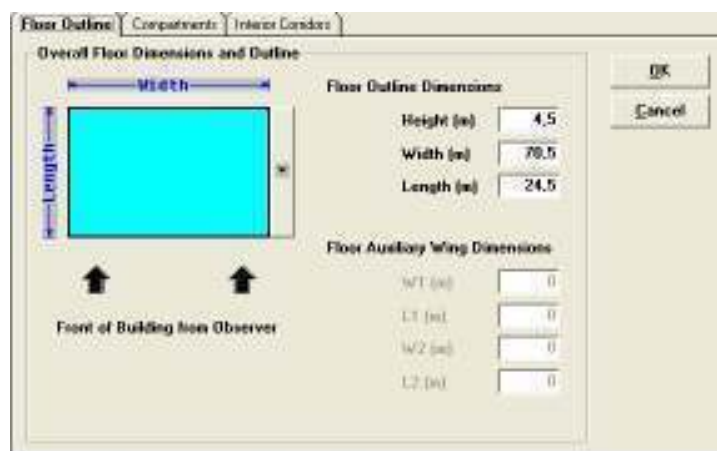 Floor Outline Compartments Interior Corridors
Overall Floor Dimensions and Outline
Width
Length
Front of Building from Observer
Floor Outline Dimensions
Height (m) 4,5
Width (m) 70,5
Length (m) 24,5
Floor Auxiliary Wing Dimensions
W1 (m) 0
L1 (m) 0
W2 (m) 0
L2 (m) 0
OK
Cancel